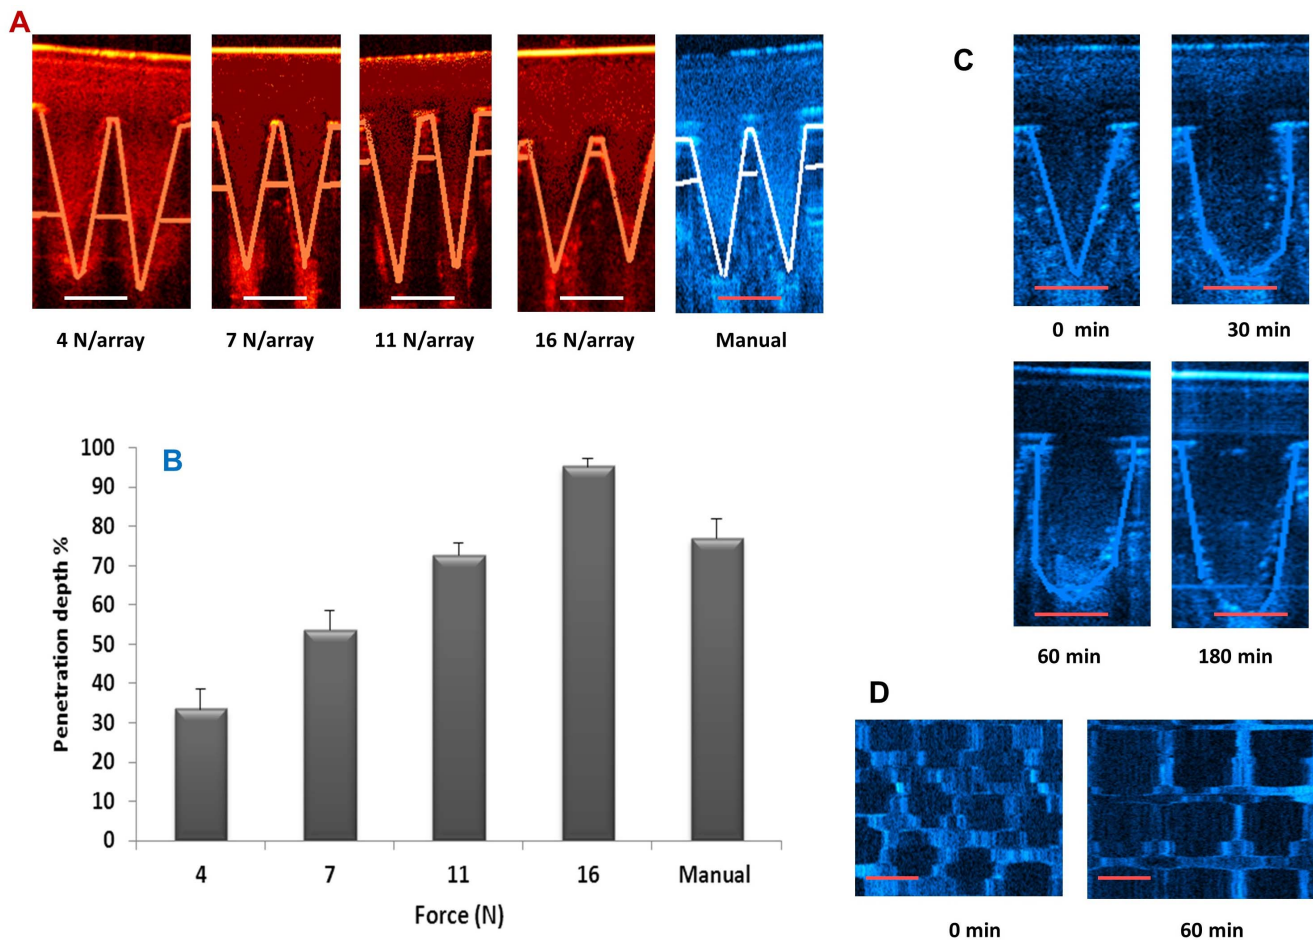 A
4 N/array
7 N/array
11 N/array
16 N/array
Manual
B
Penetration depth %
100
90
80
70
60
50
40
30
20
10
0
4
7
11
16
Manual
Force (N)
C
0 min
30 min
60 min
180 min
D
0 min
60 min